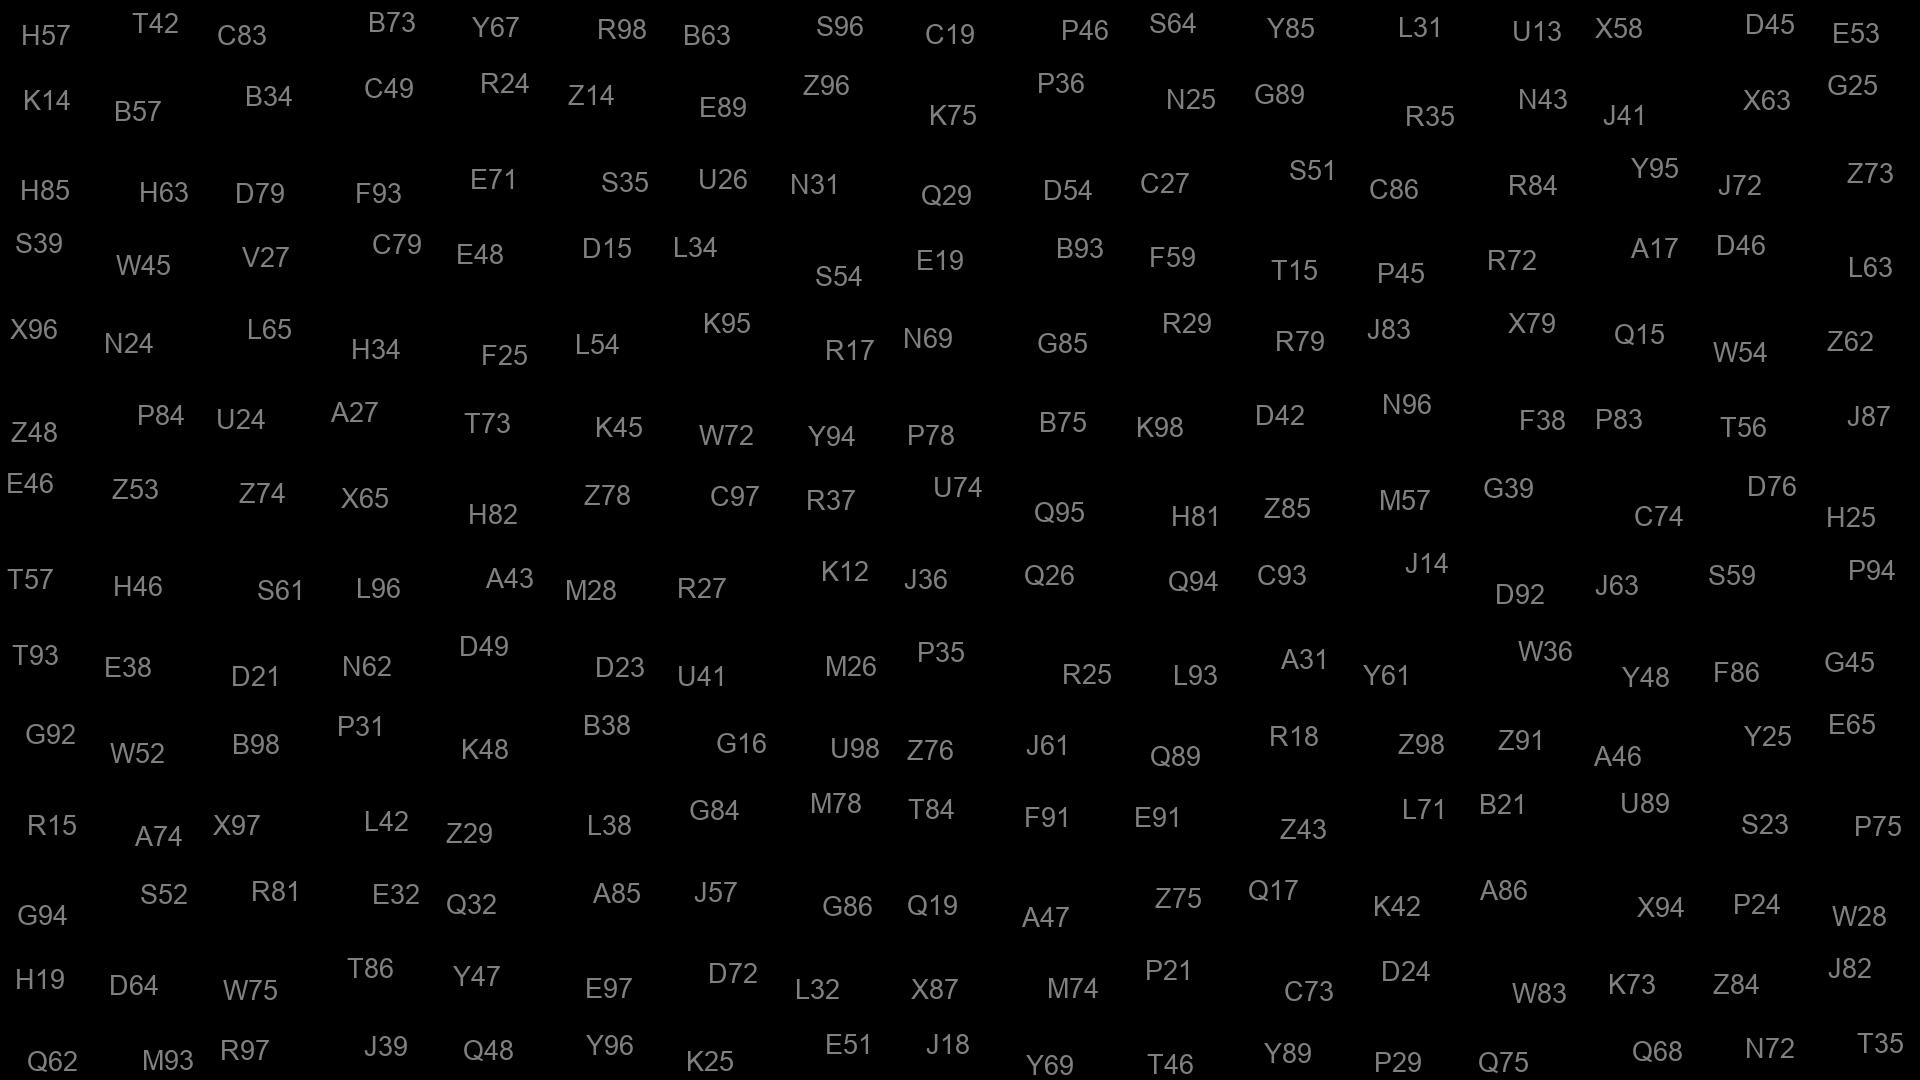 H57 T42 C83 B73 Y67 R98 B63 S96 C19 P46 S64 Y85 L31 U13 X58 D45 E53
K14 B57 B34 C49 R24 Z14 E89 Z96 K75 P36 N25 G89 R35 N43 J41 X63 G25
H85 H63 D79 F93 E71 S35 U26 N31 Q29 D54 C27 S51 C86 R84 Y95 J72 Z73
S39 W45 V27 C79 E48 D15 L34 S54 E19 B93 F59 T15 P45 R72 A17 D46 L63
X96 N24 L65 H34 F25 L54 K95 R17 N69 G85 R29 R79 J83 X79 Q15 W54 Z62
Z48 P84 U24 A27 T73 K45 W72 Y94 P78 B75 K98 D42 N96 F38 P83 T56 J87
E46 Z53 Z74 X65 H82 Z78 C97 R37 U74 Q95 H81 Z85 M57 G39 C74 D76 H25
T57 H46 S61 L96 A43 M28 R27 K12 J36 Q26 Q94 C93 J14 D92 J63 S59 P94
T93 E38 D21 N62 D49 D23 U41 M26 P35 R25 L93 A31 Y61 W36 Y48 F86 G45
G92 W52 B98 P31 K48 B38 G16 U98 Z76 J61 Q89 R18 Z98 Z91 A46 Y25 E65
R15 A74 X97 L42 Z29 L38 G84 M78 T84 F91 E91 Z43 L71 B21 U89 S23 P75
G94 S52 R81 E32 Q32 A85 J57 G86 Q19 A47 Z75 Q17 K42 A86 X94 P24 W28
H19 D64 W75 T86 Y47 E97 D72 L32 X87 M74 P21 C73 D24 W83 K73 Z84 J82
Q62 M93 R97 J39 Q48 Y96 K25 E51 J18 Y69 T46 Y89 P29 Q75 Q68 N72 T35